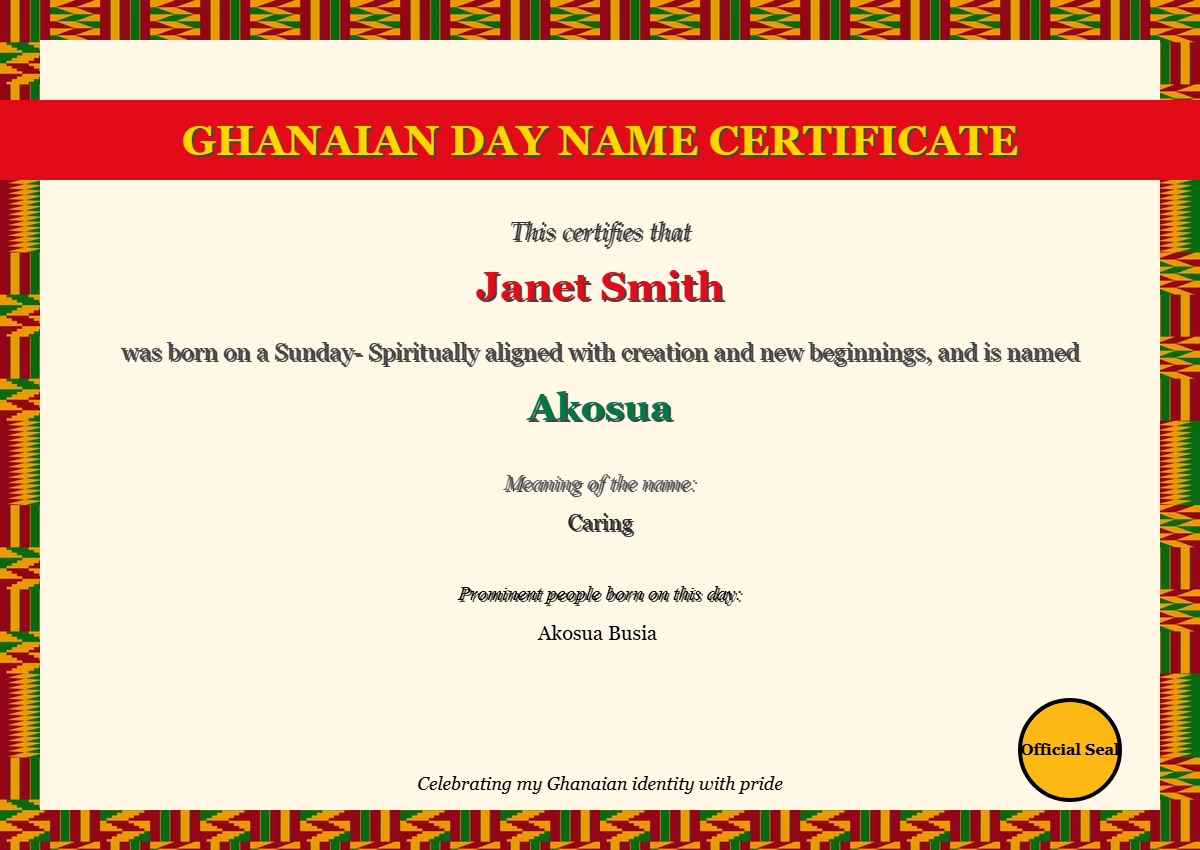 GHANAIAN DAY NAME CERTIFICATE
This certifies that
Janet Smith
was born on a Sunday- Spiritually aligned with creation and new beginnings, and is named
Akosua
Meaning of the name:
Caring
Prominent people born on this day:
Akosua Busia
Official Seal
Celebrating my Ghanaian identity with pride